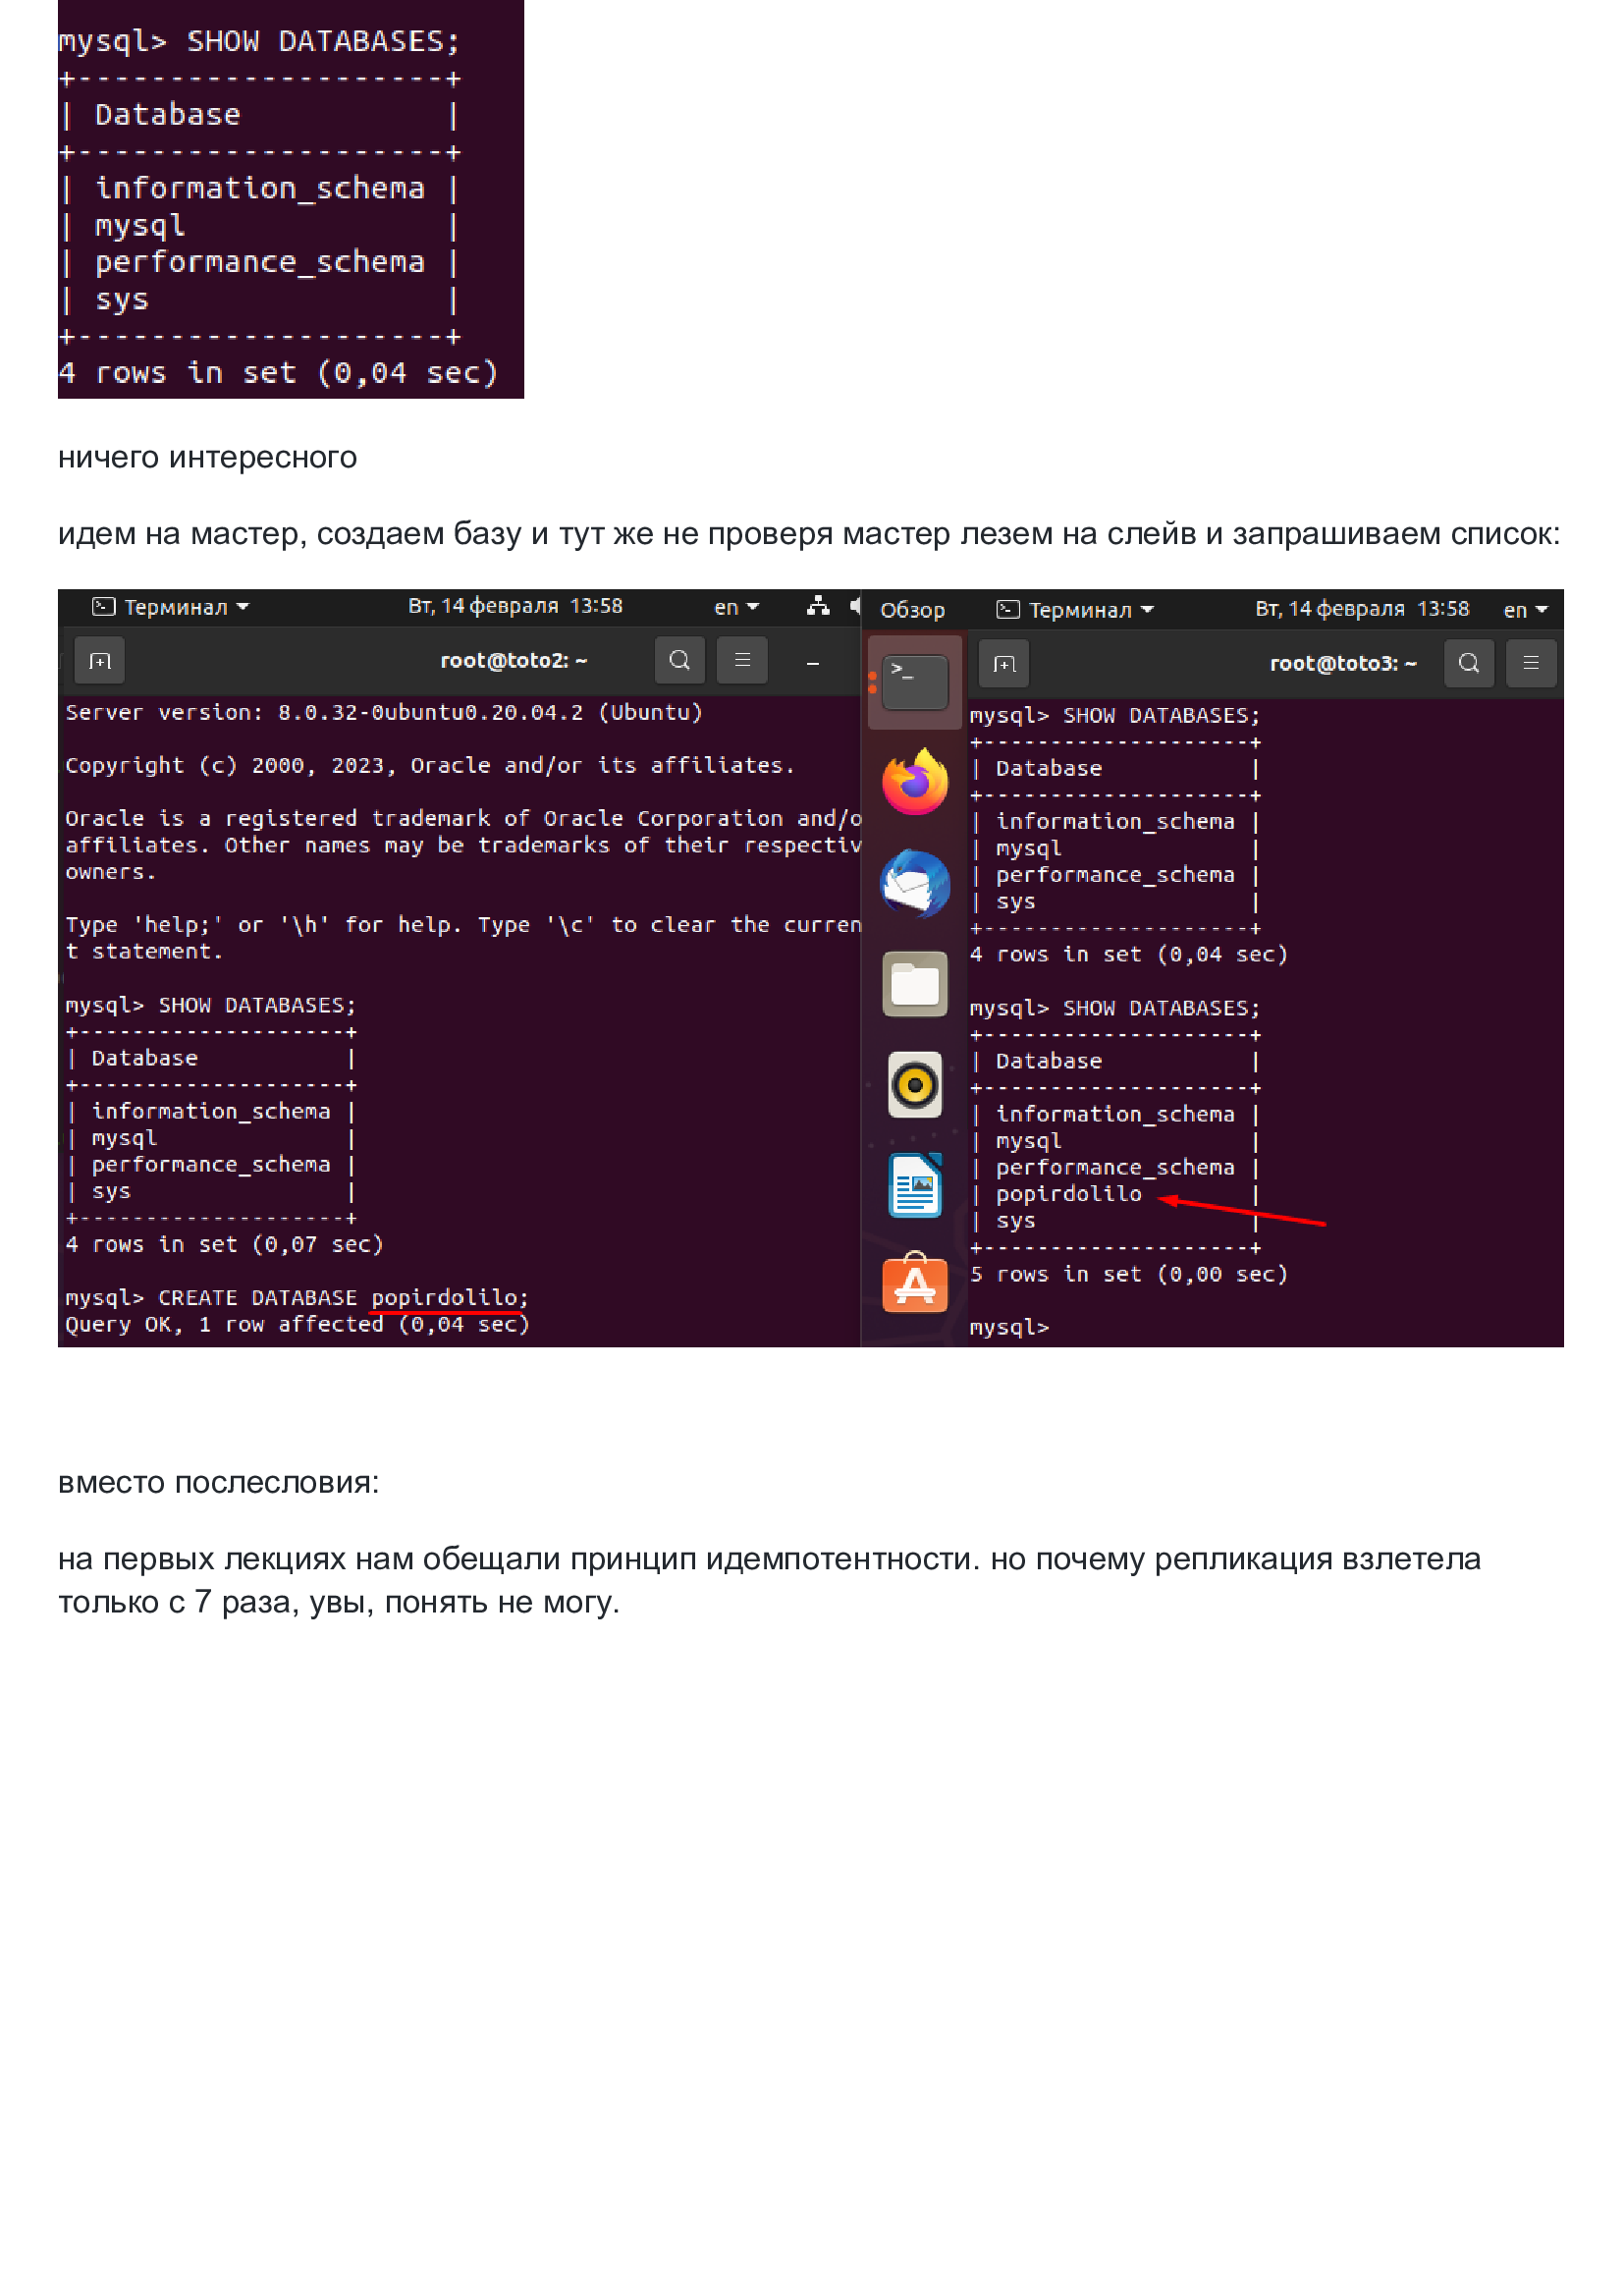 mysql> SHOW DATABASES;
+--------------------+
| Database           |
+--------------------+
| information_schema |
| mysql              |
| performance_schema |
| sys                |
+--------------------+
4 rows in set (0,04 sec)
ничего интересного
идем на мастер, создаем базу и тут же не проверя мастер лезем на слейв и запрашиваем список:
Терминал Вт, 14 февраля 13:58 en
root@toto2: ~
Server version: 8.0.32-0ubuntu0.20.04.2 (Ubuntu)
Copyright (c) 2000, 2023, Oracle and/or its affiliates.
Oracle is a registered trademark of Oracle Corporation and/o
affiliates. Other names may be trademarks of their respectiv
owners.
Type 'help;' or '\h' for help. Type '\c' to clear the curren
t statement.
mysql> SHOW DATABASES;
+--------------------+
| Database           |
+--------------------+
| information_schema |
| mysql              |
| performance_schema |
| sys                |
+--------------------+
4 rows in set (0,07 sec)
mysql> CREATE DATABASE popirdolilo;
Query OK, 1 row affected (0,04 sec)
Обзор Терминал Вт, 14 февраля 13:58 en
root@toto3: ~
mysql> SHOW DATABASES;
+--------------------+
| Database           |
+--------------------+
| information_schema |
| mysql              |
| performance_schema |
| sys                |
+--------------------+
4 rows in set (0,04 sec)
mysql> SHOW DATABASES;
+--------------------+
| Database           |
+--------------------+
| information_schema |
| mysql              |
| performance_schema |
| popirdolilo        |
| sys                |
+--------------------+
5 rows in set (0,00 sec)
mysql>
вместо послесловия:
на первых лекциях нам обещали принцип идемпотентности. но почему репликация взлетела
только с 7 раза, увы, понять не могу.